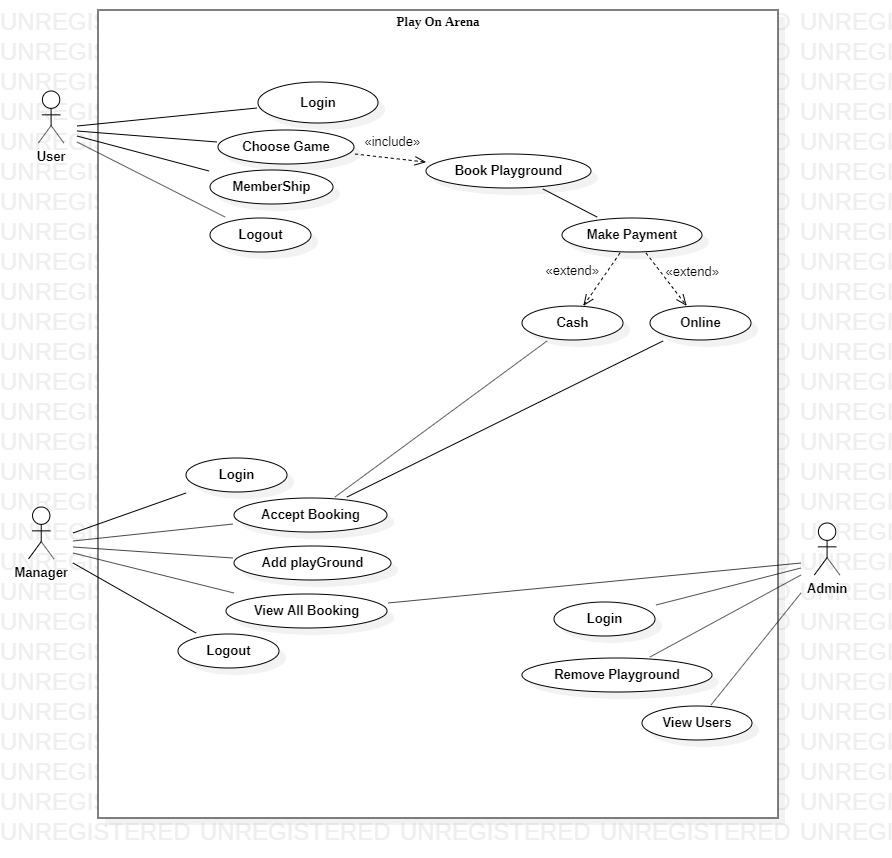 Play On Arena
Login
Choose Game
«include»
User
Book Playground
MemberShip
Logout
Make Payment
«extend»
«extend»
Cash
Online
Login
Accept Booking
Add playGround
Manager
Admin
View All Booking
Login
Logout
Remove Playground
View Users
UNREGISTERED UNREGISTERED UNREGISTERED UNREGISTERED UNREGI